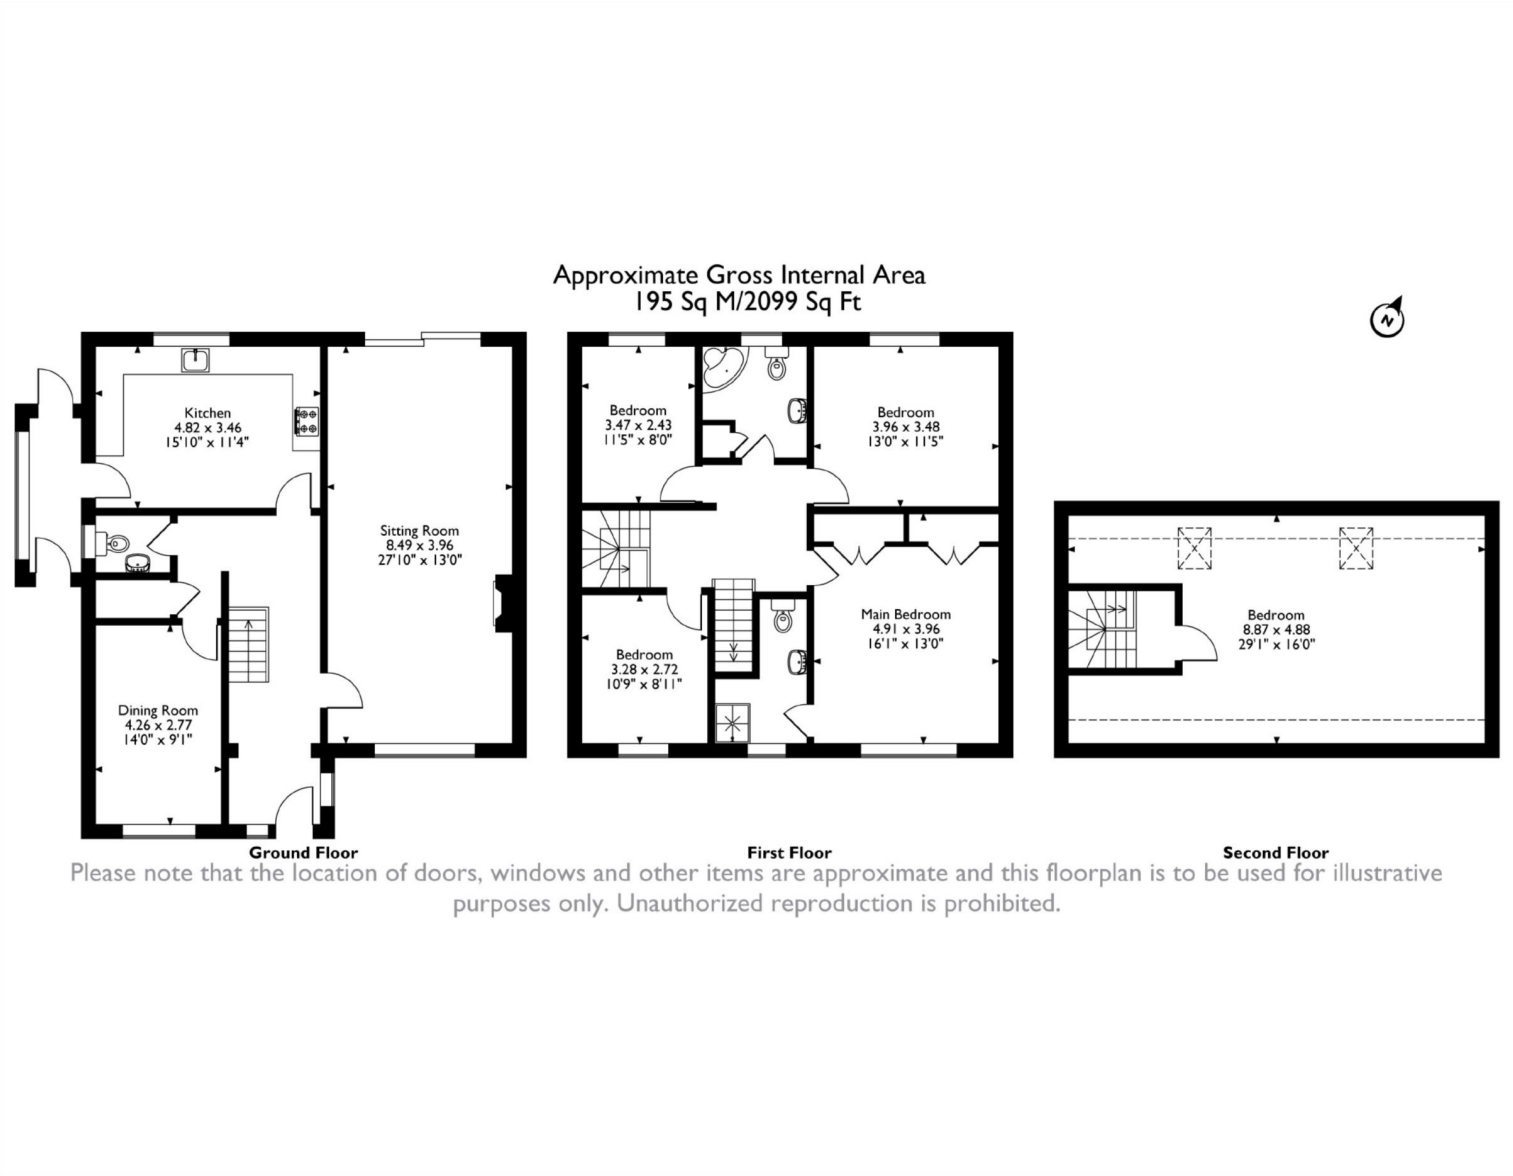 Approximate Gross Internal Area
195 Sq M/2099 Sq Ft
N
Kitchen
4.82 x 3.46
15'10" x 11'4"
Sitting Room
8.49 x 3.96
27'10" x 13'0"
Dining Room
4.26 x 2.77
14'0" x 9'1"
Ground Floor
Bedroom
3.47 x 2.43
11'5" x 8'0"
Bedroom
3.96 x 3.48
13'0" x 11'5"
Main Bedroom
4.91 x 3.96
16'1" x 13'0"
Bedroom
3.28 x 2.72
10'9" x 8'11"
First Floor
Bedroom
8.87 x 4.88
29'1" x 16'0"
Second Floor
Please note that the location of doors, windows and other items are approximate and this floorplan is to be used for illustrative
purposes only. Unauthorized reproduction is prohibited.